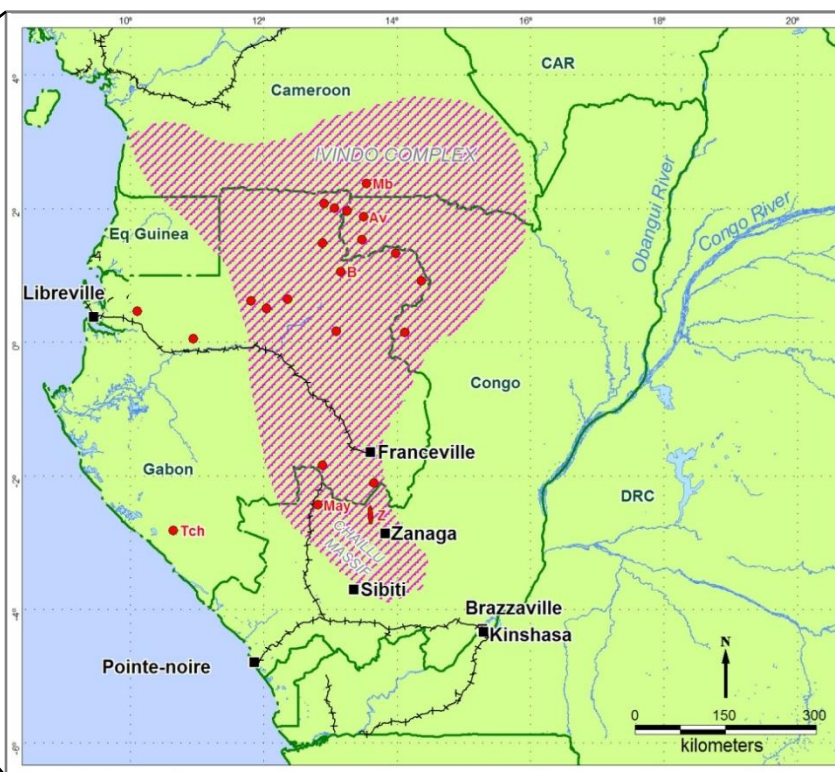 10°
12°
14°
16°
18°
20°
4°
CAR
Cameroon
IVINDO COMPLEX
Mb
2°
Av
Eq Guinea
Obangui River
Congo River
B
Libreville
0°
Congo
Franceville
Gabon
2°
DRC
May
Z
Tch
Zanaga
CHAILLU
MASSIF
Sibiti
4°
Brazzaville
Kinshasa
Pointe-noire
N
0 150 300
kilometers